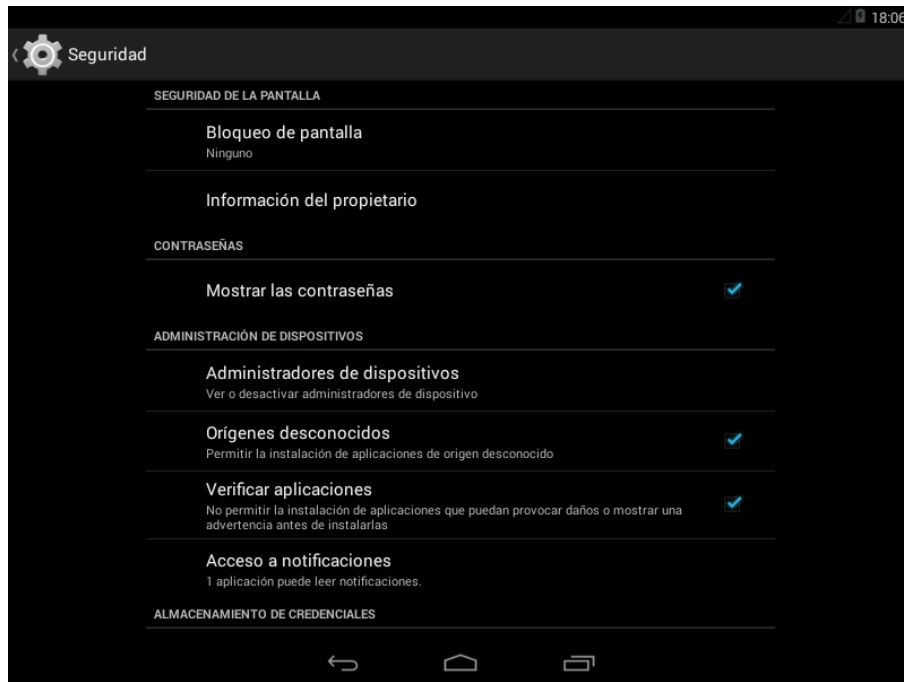 18:06
Seguridad
SEGURIDAD DE LA PANTALLA
Bloqueo de pantalla
Ninguno
Información del propietario
CONTRASEÑAS
Mostrar las contraseñas
ADMINISTRACIÓN DE DISPOSITIVOS
Administradores de dispositivos
Ver o desactivar administradores de dispositivo
Orígenes desconocidos
Permitir la instalación de aplicaciones de origen desconocido
Verificar aplicaciones
No permitir la instalación de aplicaciones que puedan provocar daños o mostrar una
advertencia antes de instalarlas
Acceso a notificaciones
1 aplicación puede leer notificaciones.
ALMACENAMIENTO DE CREDENCIALES